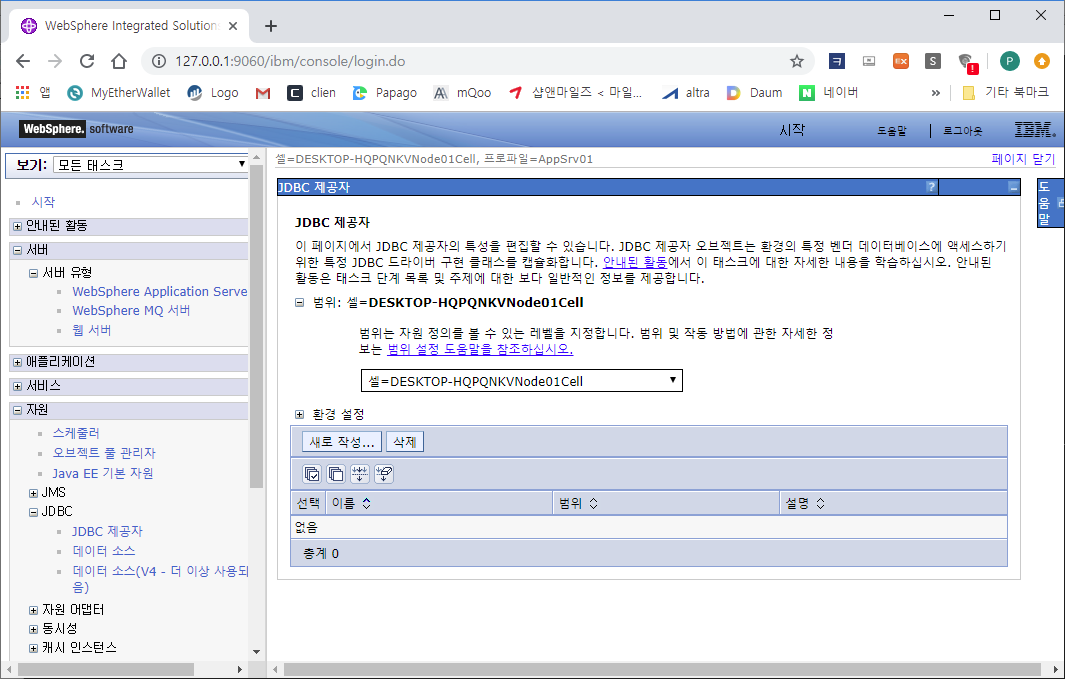 WebSphere Integrated Solutions
127.0.0.1:9060/ibm/console/login.do
앱 MyEtherWallet Logo clien Papago mQoo 샵앤마일즈 < 마일... altra Daum 네이버 » 기타 북마크
WebSphere. software 시작 도움말 로그아웃 IBM.
보기: 모든 태스크
시작
안내된 활동
서버
서버 유형
WebSphere Application Serve
WebSphere MQ 서버
웹 서버
애플리케이션
서비스
자원
스케줄러
오브젝트 풀 관리자
Java EE 기본 자원
JMS
JDBC
JDBC 제공자
데이터 소스
데이터 소스(V4 - 더 이상 사용되
음)
자원 어댑터
동시성
캐시 인스턴스
셀=DESKTOP-HQPQNKVNode01Cell, 프로파일=AppSrv01 페이지 닫기
JDBC 제공자 ?
JDBC 제공자
이 페이지에서 JDBC 제공자의 특성을 편집할 수 있습니다. JDBC 제공자 오브젝트는 환경의 특정 벤더 데이터베이스에 액세스하기
위한 특정 JDBC 드라이버 구현 클래스를 캡슐화합니다. 안내된 활동에서 이 태스크에 대한 자세한 내용을 학습하십시오. 안내된
활동은 태스크 단계 목록 및 주제에 대한 보다 일반적인 정보를 제공합니다.
범위: 셀=DESKTOP-HQPQNKVNode01Cell
범위는 자원 정의를 볼 수 있는 레벨을 지정합니다. 범위 및 작동 방법에 관한 자세한 정
보는 범위 설정 도움말을 참조하십시오.
셀=DESKTOP-HQPQNKVNode01Cell
환경 설정
새로 작성... 삭제
선택 이름 범위 설명
없음
총계 0
도
움
말